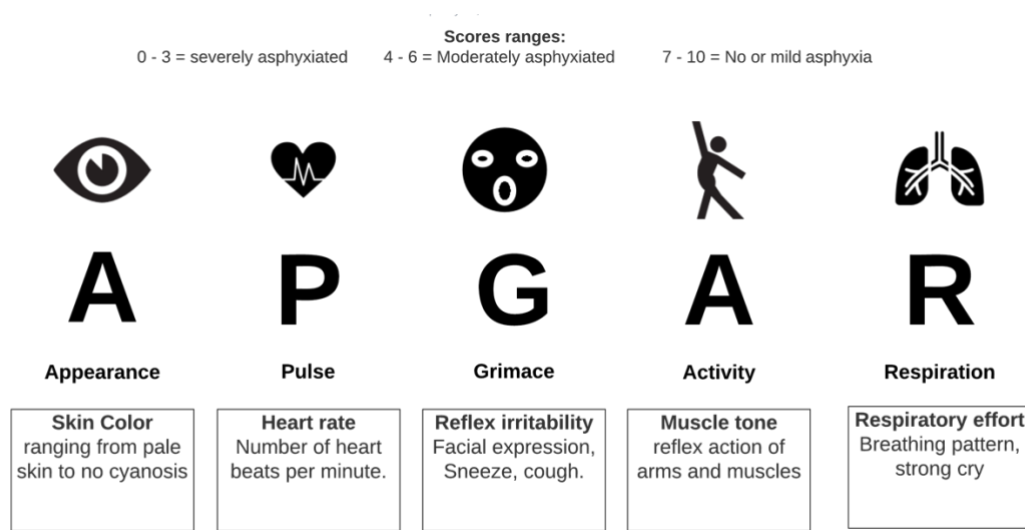 Scores ranges:
0 - 3 = severely asphyxiated 4 - 6 = Moderately asphyxiated 7 - 10 = No or mild asphyxia
A P G A R
Appearance Pulse Grimace Activity Respiration
Skin Color
ranging from pale
skin to no cyanosis
Heart rate
Number of heart
beats per minute.
Reflex irritability
Facial expression,
Sneeze, cough.
Muscle tone
reflex action of
arms and muscles
Respiratory effort
Breathing pattern,
strong cry